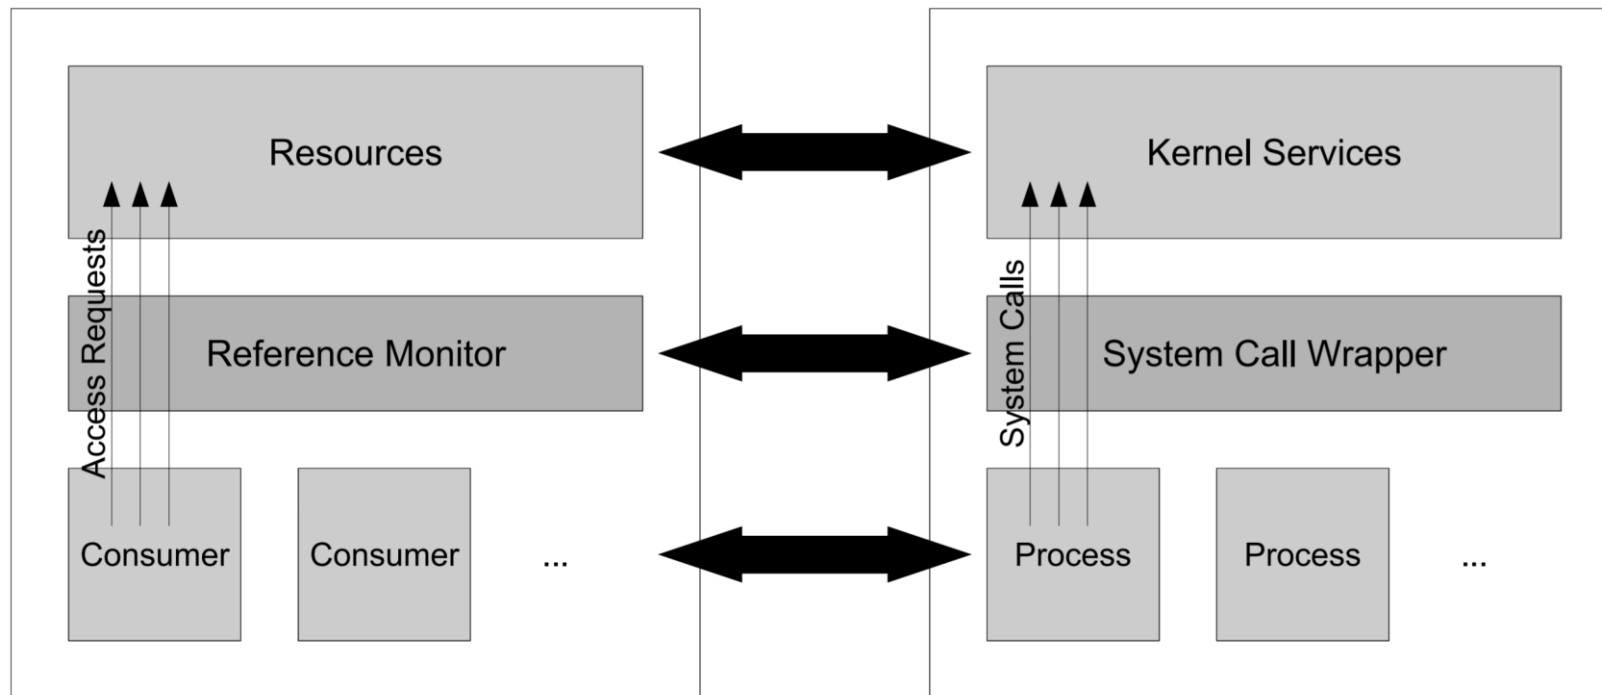 Resources
Kernel Services
Access Requests
System Calls
Reference Monitor
System Call Wrapper
Consumer
Consumer
...
Process
Process
...